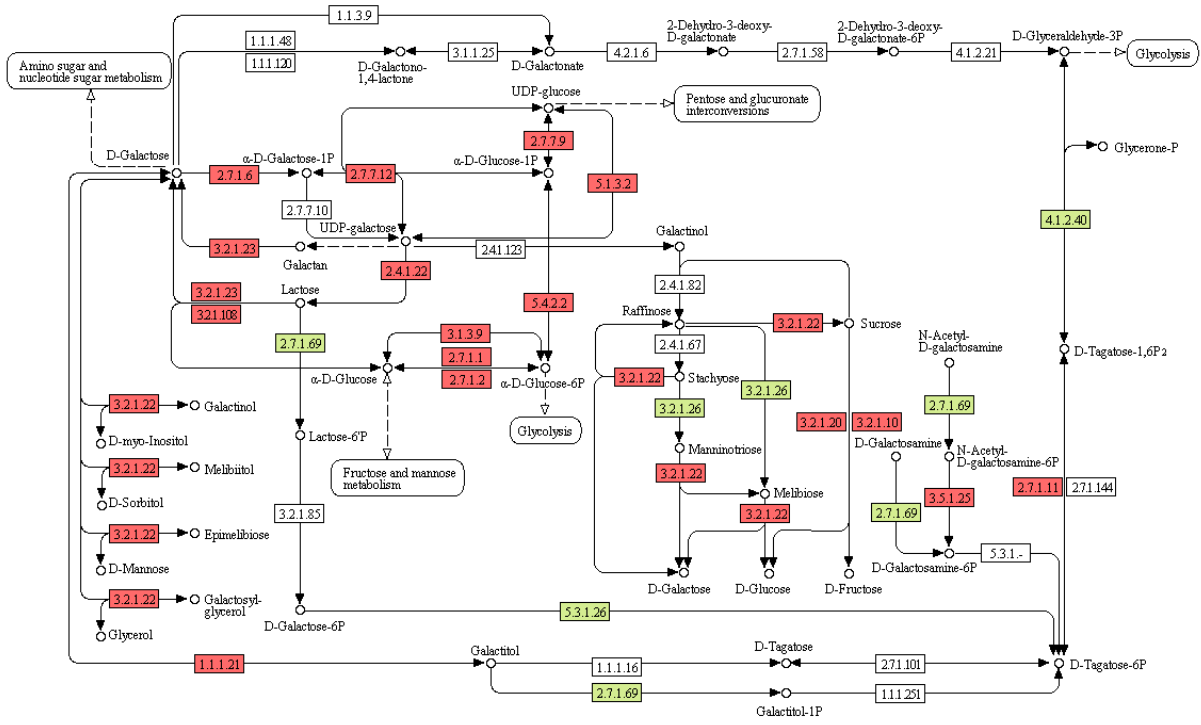 1.1.3.9
2-Dehydro-3-deoxy-
D-galactonate
2-Dehydro-3-deoxy-
D-galactonate-6P
D-Glyceraldehyde-3P
1.1.1.48
1.1.1.120
D-Galactono-
1,4-lactone
3.1.1.25
D-Galactonate
4.2.1.6
2.7.1.58
4.1.2.21
Glycolysis
Amino sugar and
nucleotide sugar metabolism
UDP-glucose
Pentose and glucuronate
interconversions
2.7.7.9
D-Galactose
α-D-Galactose-1P
α-D-Glucose-1P
Glycerone-P
2.7.1.6
2.7.7.12
5.1.3.2
2.7.7.10
UDP-galactose
4.1.2.40
3.2.1.23
Galactan
2.4.1.123
Galactinol
2.4.1.22
2.4.1.82
Lactose
3.2.1.23
3.2.1.108
5.4.2.2
Raffinose
3.2.1.22
Sucrose
2.7.1.69
3.1.3.9
2.4.1.67
N-Acetyl-
D-galactosamine
D-Tagatose-1,6P2
2.7.1.1
2.7.1.2
α-D-Glucose
α-D-Glucose-6P
3.2.1.22
Stachyose
3.2.1.26
3.2.1.26
2.7.1.69
3.2.1.22
Galactinol
D-myo-Inositol
Lactose-6'P
Glycolysis
3.2.1.20
3.2.1.10
D-Galactosamine
Manninotriose
N-Acetyl-
D-galactosamine-6P
3.2.1.22
Melibiitol
D-Sorbitol
Fructose and mannose
metabolism
3.2.1.22
Melibiose
3.5.1.25
2.7.1.11
2.7.1.144
3.2.1.85
3.2.1.22
2.7.1.69
3.2.1.22
Epimelibiose
D-Mannose
5.3.1.-
D-Galactosamine-6P
D-Galactose
D-Glucose
D-Fructose
3.2.1.22
Galactosyl-
glycerol
Glycerol
D-Galactose-6P
5.3.1.26
1.1.1.21
Galactitol
1.1.1.16
D-Tagatose
2.7.1.101
D-Tagatose-6P
2.7.1.69
Galactitol-1P
1.1.1.251